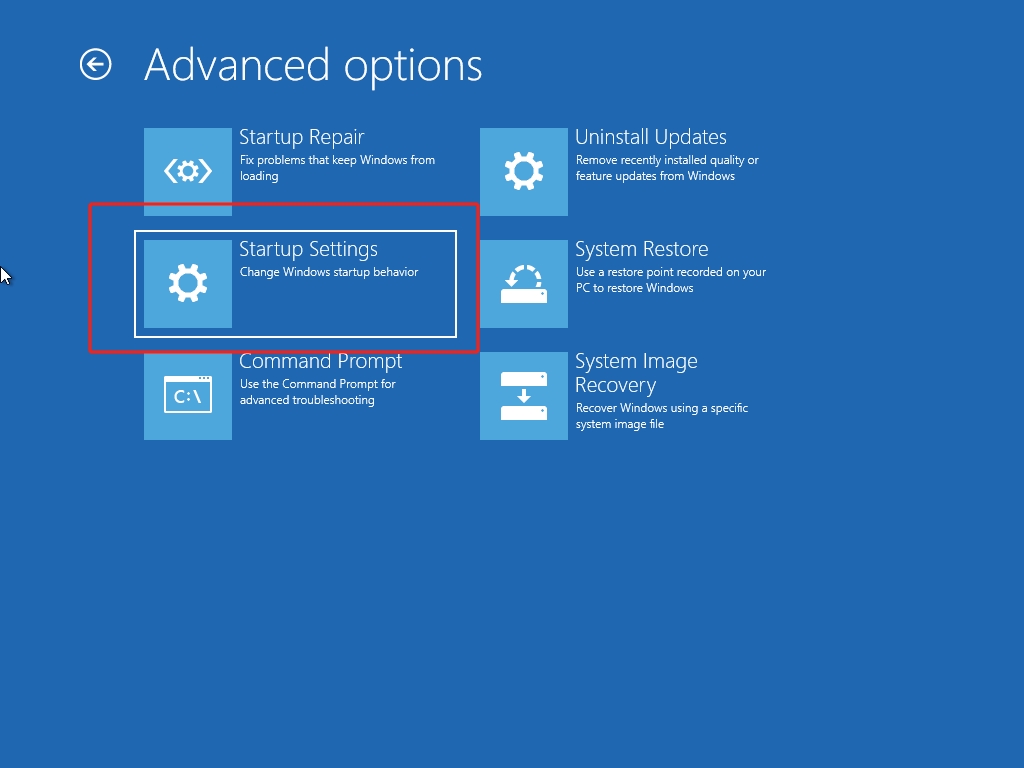 Advanced options
Startup Repair
Fix problems that keep Windows from
loading
Uninstall Updates
Remove recently installed quality or
feature updates from Windows
Startup Settings
Change Windows startup behavior
System Restore
Use a restore point recorded on your
PC to restore Windows
C:\
Command Prompt
Use the Command Prompt for
advanced troubleshooting
System Image
Recovery
Recover Windows using a specific
system image file